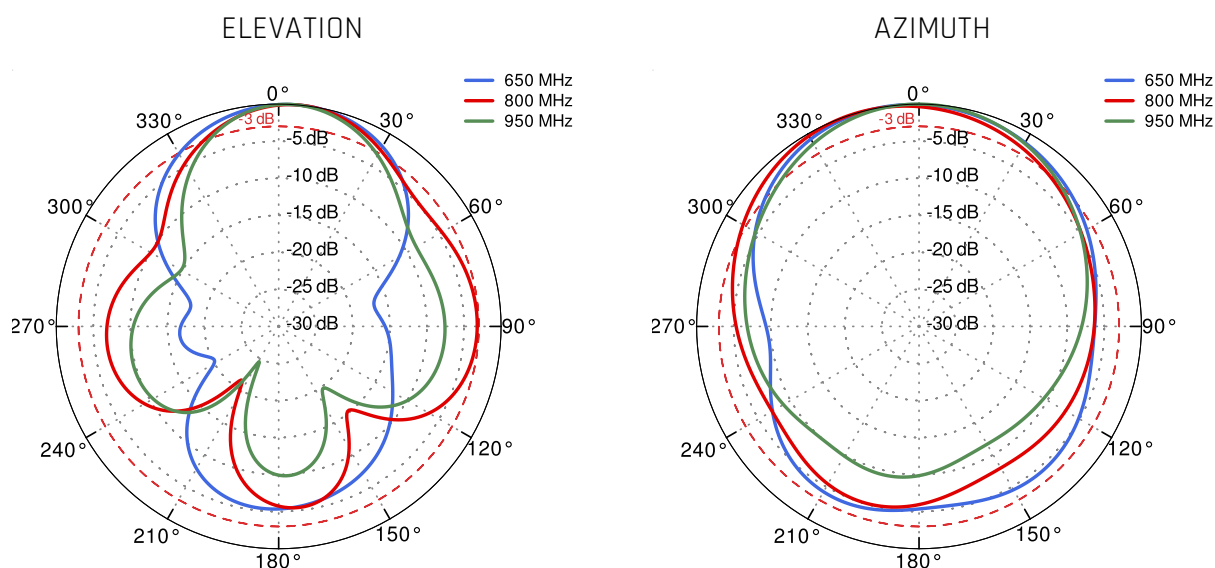 ELEVATION
650 MHz
800 MHz
950 MHz
0°
30°
60°
90°
120°
150°
180°
210°
240°
270°
300°
330°
-3 dB
-5 dB
-10 dB
-15 dB
-20 dB
-25 dB
-30 dB
AZIMUTH
650 MHz
800 MHz
950 MHz
0°
30°
60°
90°
120°
150°
180°
210°
240°
270°
300°
330°
-3 dB
-5 dB
-10 dB
-15 dB
-20 dB
-25 dB
-30 dB